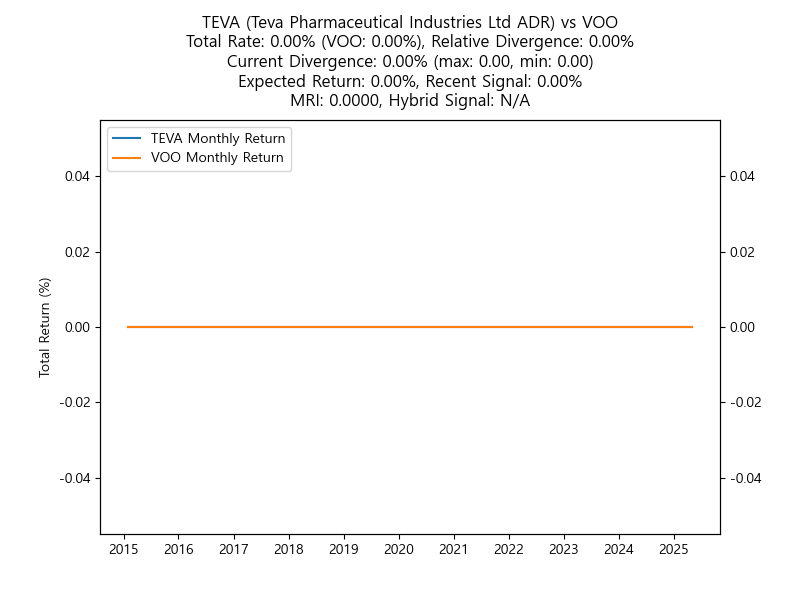 TEVA (Teva Pharmaceutical Industries Ltd ADR) vs VOO
Total Rate: 0.00% (VOO: 0.00%), Relative Divergence: 0.00%
Current Divergence: 0.00% (max: 0.00, min: 0.00)
Expected Return: 0.00%, Recent Signal: 0.00%
MRI: 0.0000, Hybrid Signal: N/A
TEVA Monthly Return
VOO Monthly Return
Total Return (%)
0.04
0.02
0.00
-0.02
-0.04
0.04
0.02
0.00
-0.02
-0.04
2015 2016 2017 2018 2019 2020 2021 2022 2023 2024 2025